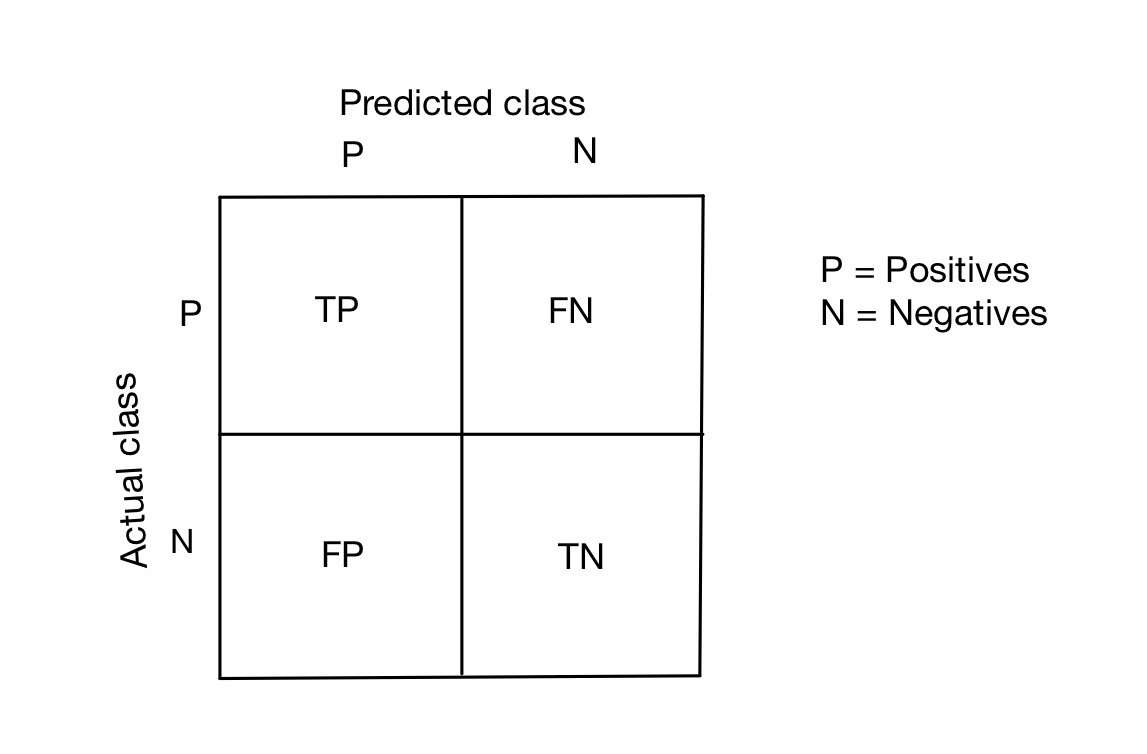 Predicted class
P N
P TP FN
Actual class
N FP TN
P = Positives
N = Negatives